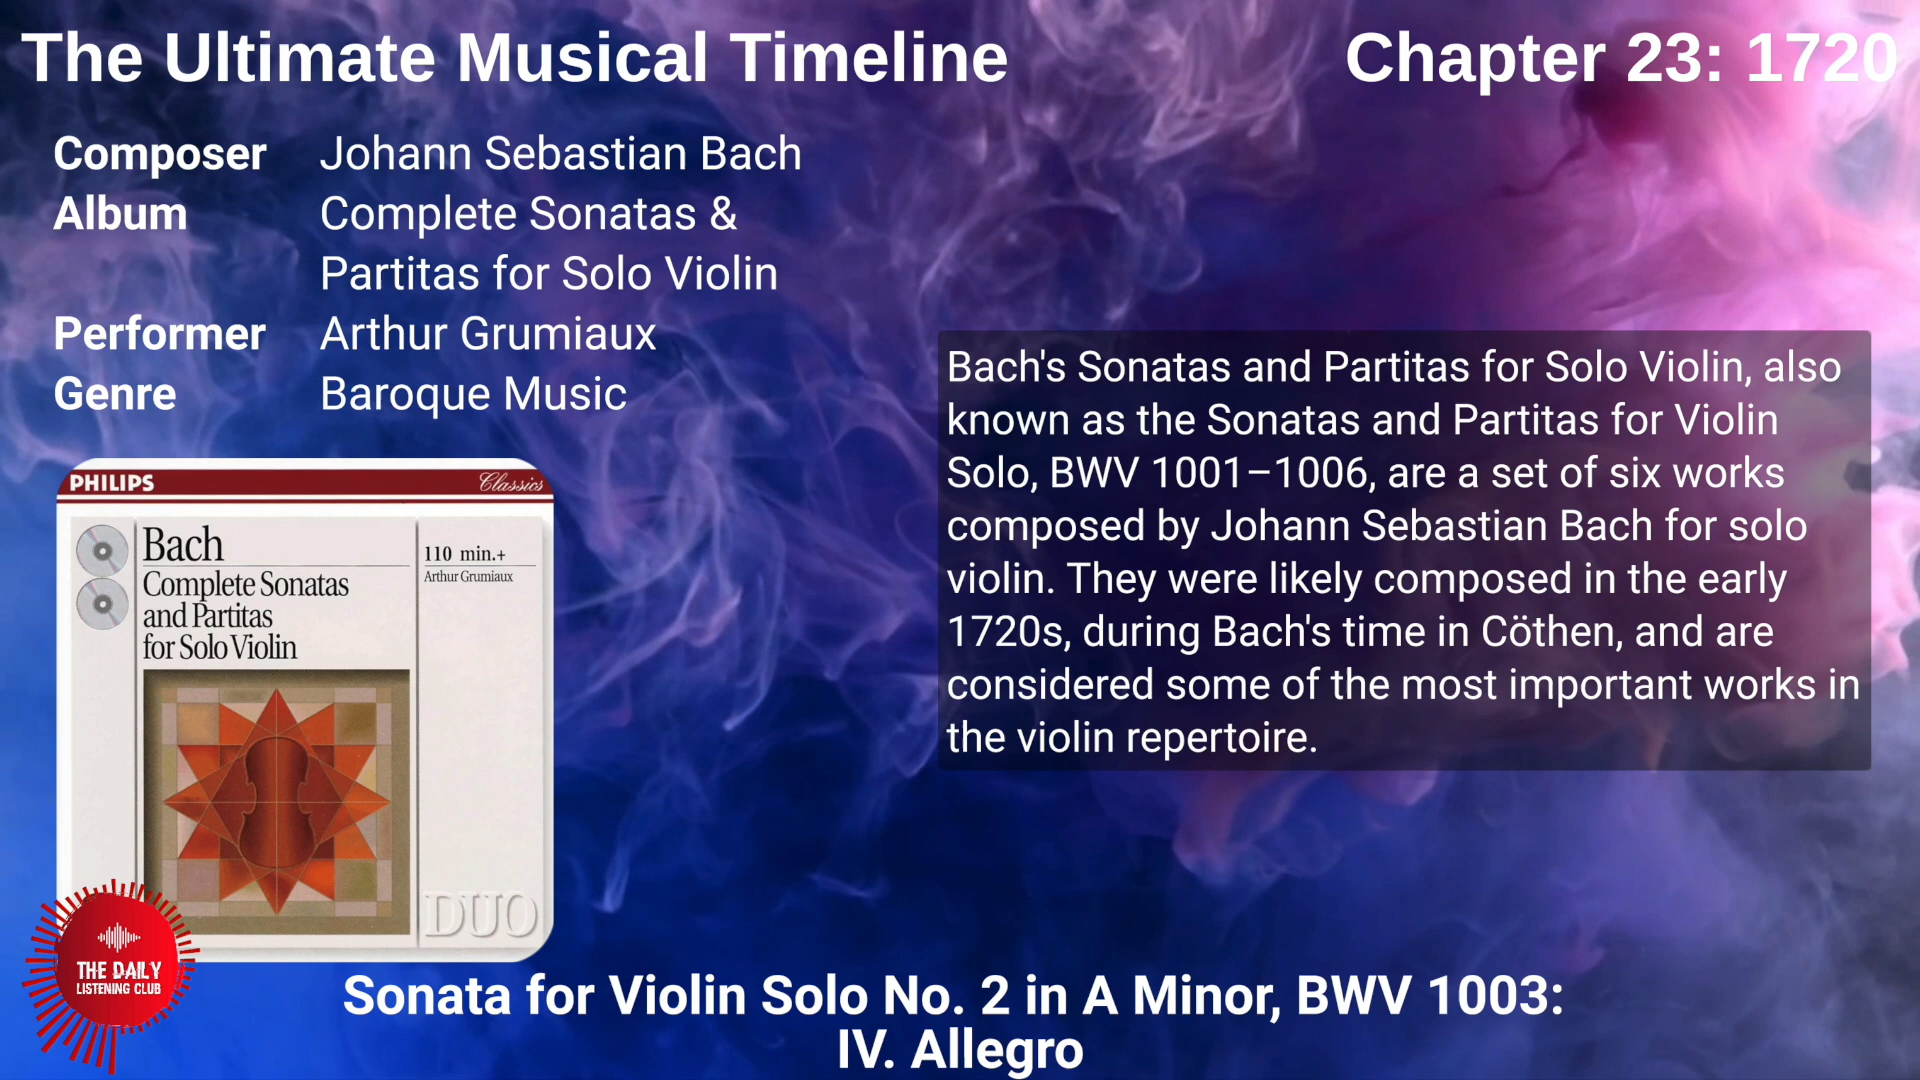 The Ultimate Musical Timeline
Chapter 23: 1720
Composer Johann Sebastian Bach
Album Complete Sonatas &
Partitas for Solo Violin
Performer Arthur Grumiaux
Genre Baroque Music
Bach's Sonatas and Partitas for Solo Violin, also
known as the Sonatas and Partitas for Violin
Solo, BWV 1001–1006, are a set of six works
composed by Johann Sebastian Bach for solo
violin. They were likely composed in the early
1720s, during Bach's time in Cöthen, and are
considered some of the most important works in
the violin repertoire.
PHILIPS Classics
Bach
Complete Sonatas
and Partitas
for Solo Violin
110 min.+
Arthur Grumiaux
DUO
THE DAILY
LISTENING CLUB
Sonata for Violin Solo No. 2 in A Minor, BWV 1003:
IV. Allegro